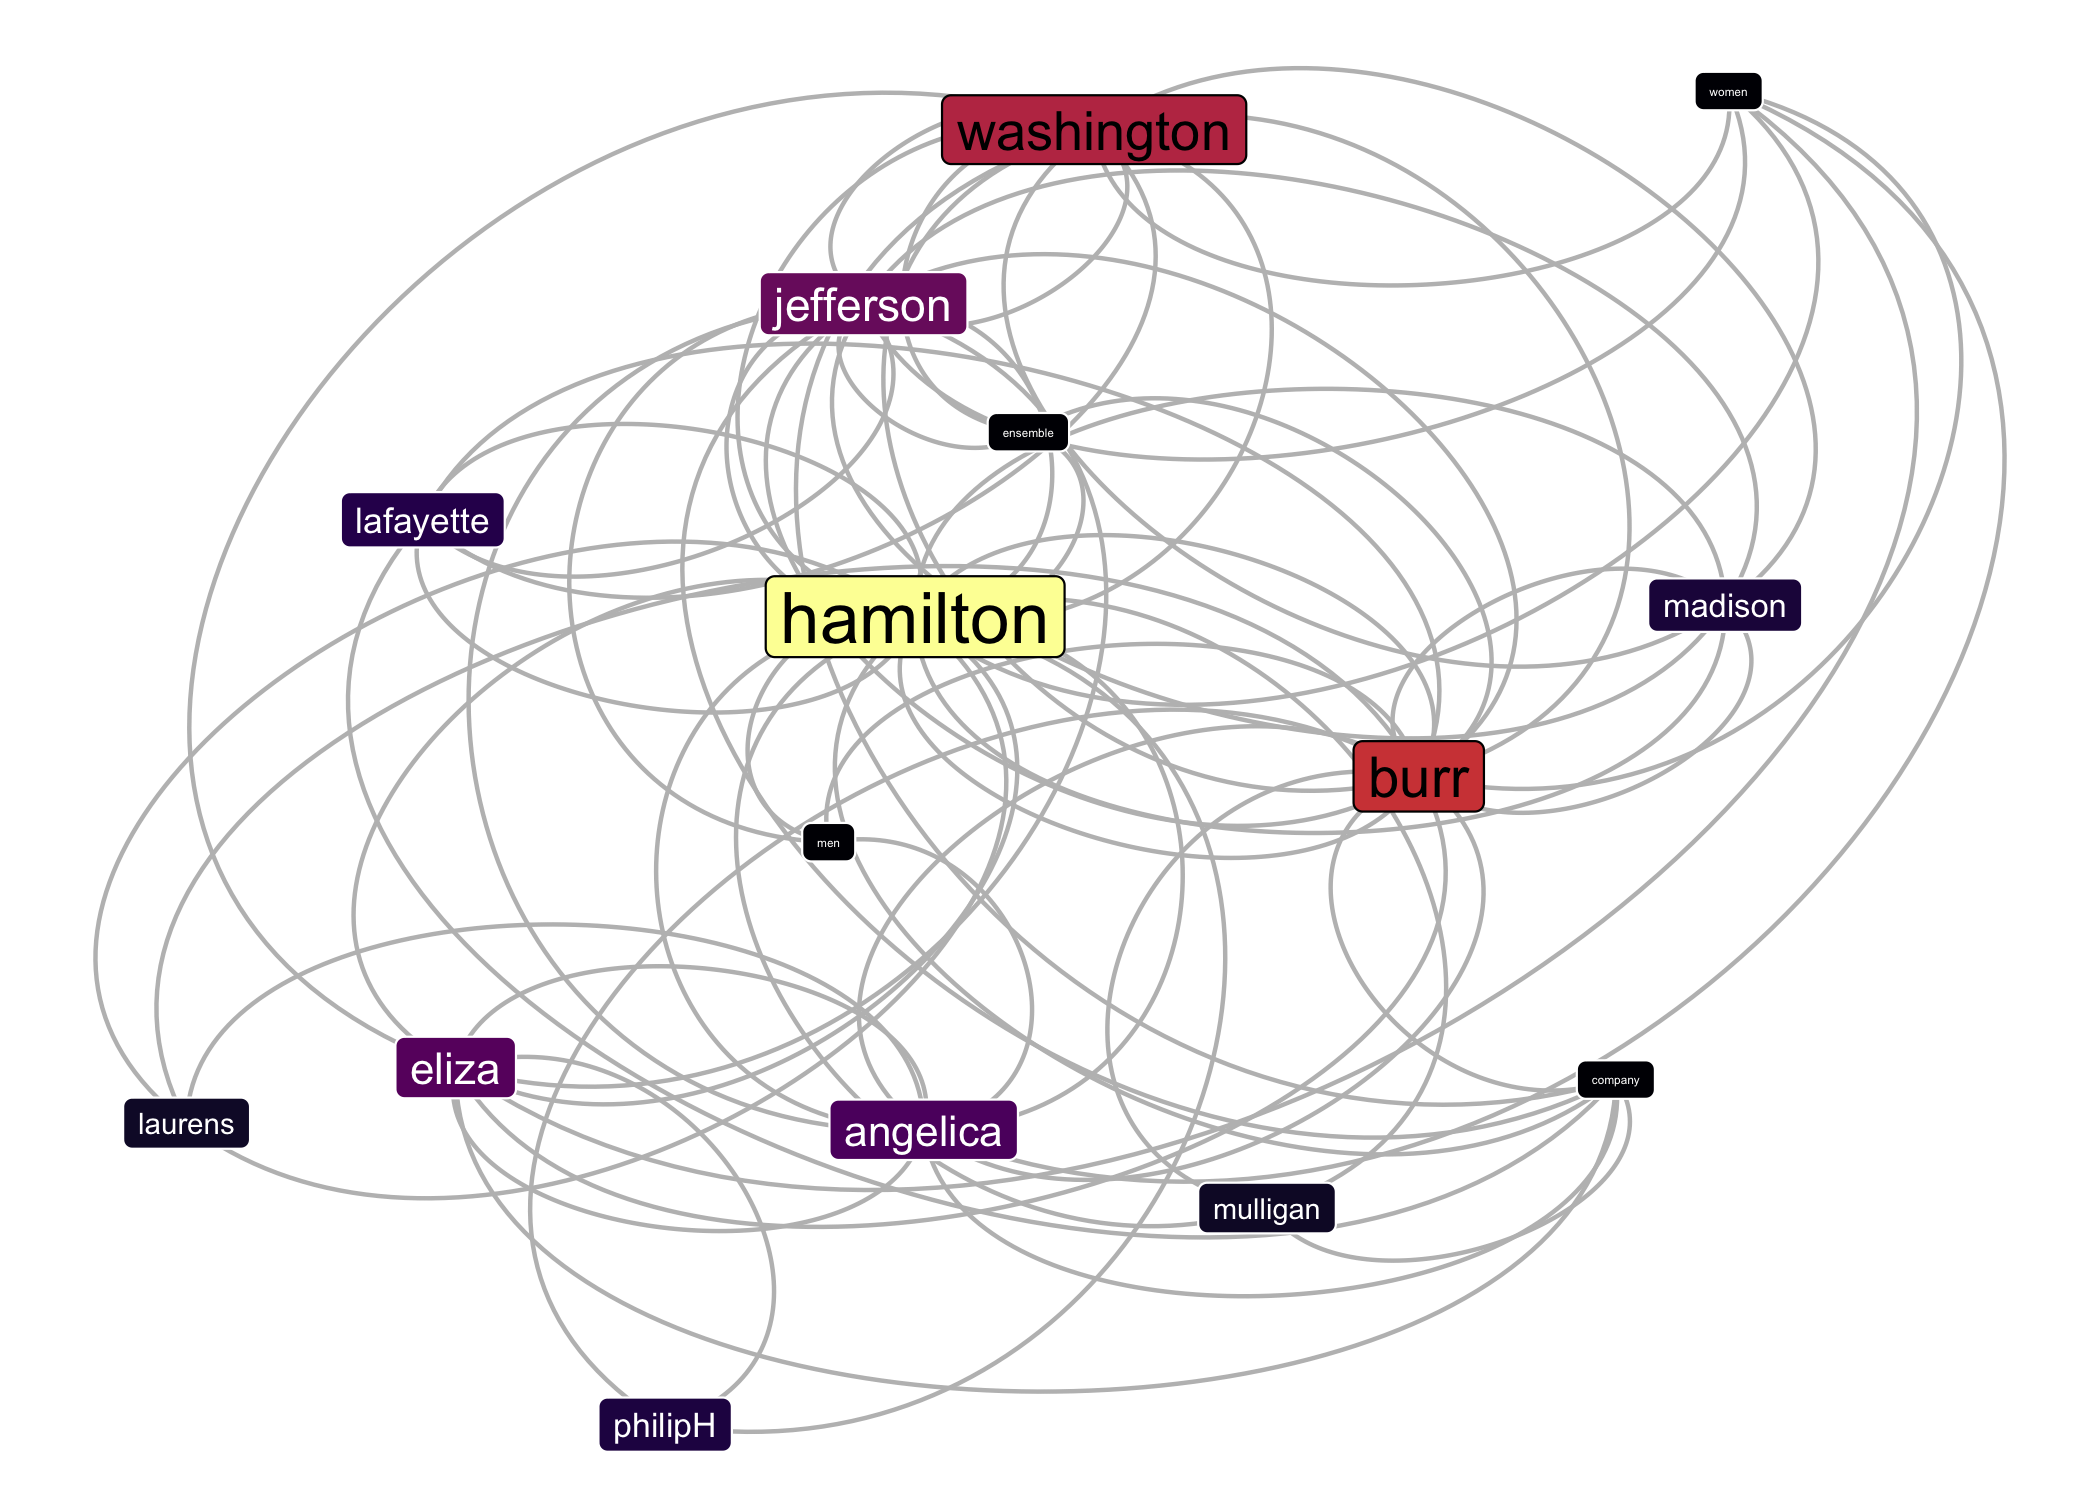 women
washington
jefferson
ensemble
lafayette
madison
hamilton
burr
men
eliza
company
laurens
angelica
mulligan
philipH